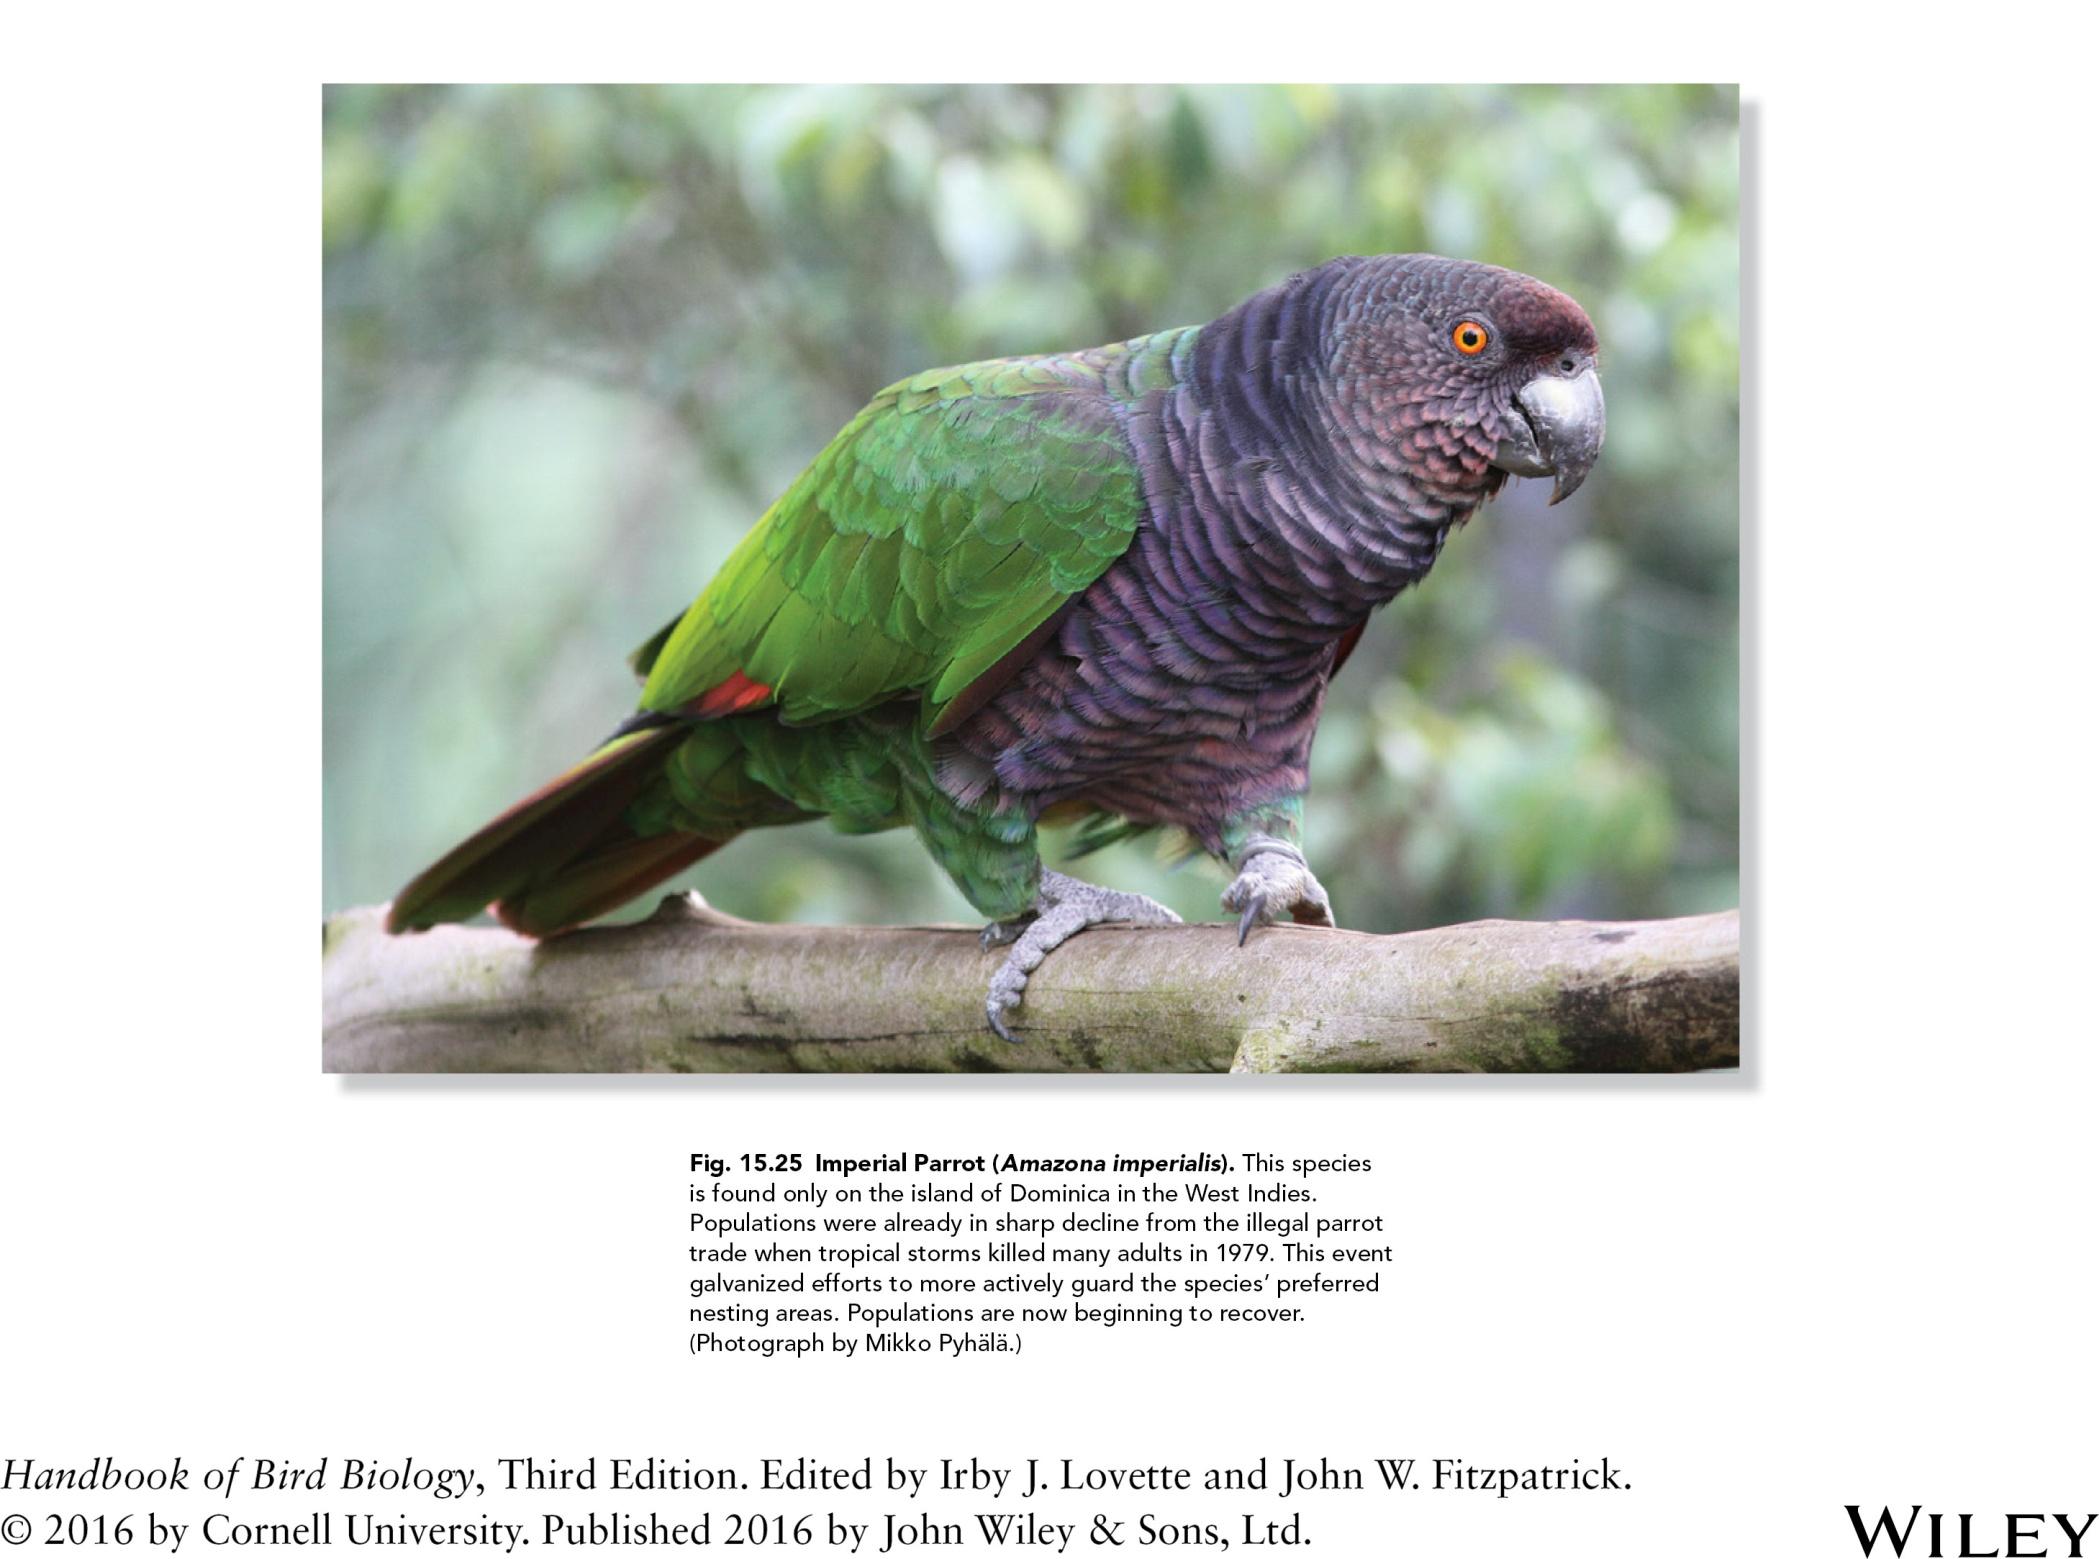 Fig. 15.25 Imperial Parrot (Amazona imperialis). This species
is found only on the island of Dominica in the West Indies.
Populations were already in sharp decline from the illegal parrot
trade when tropical storms killed many adults in 1979. This event
galvanized efforts to more actively guard the species’ preferred
nesting areas. Populations are now beginning to recover.
(Photograph by Mikko Pyhälä.)
Handbook of Bird Biology, Third Edition. Edited by Irby J. Lovette and John W. Fitzpatrick.
© 2016 by Cornell University. Published 2016 by John Wiley & Sons, Ltd.
WILEY